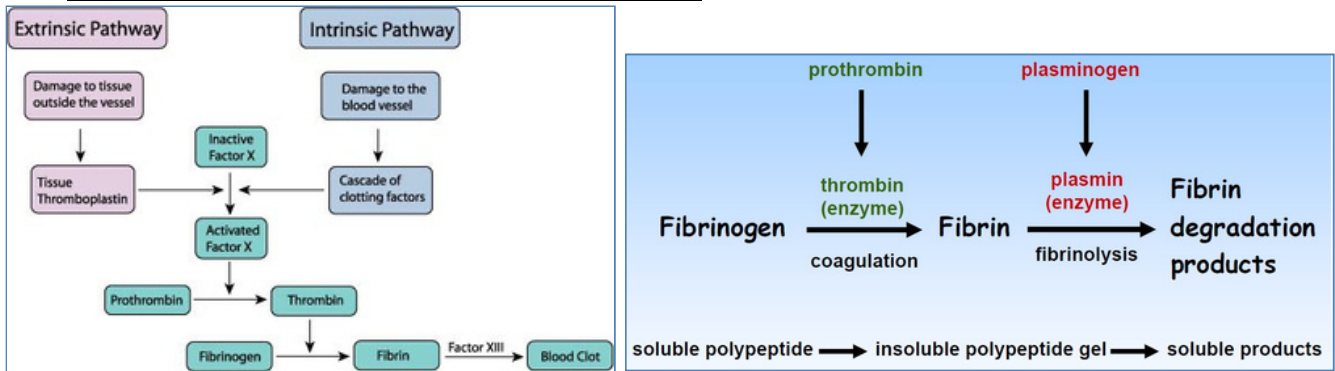 Extrinsic Pathway
Intrinsic Pathway
Damage to tissue
outside the vessel
Damage to the
blood vessel
Inactive
Factor X
Tissue
Thromboplastin
Cascade of
clotting factors
Activated
Factor X
Prothrombin
Thrombin
Fibrinogen
Fibrin
Factor XIII
Blood Clot
prothrombin
plasminogen
thrombin
(enzyme)
plasmin
(enzyme)
Fibrinogen
Fibrin
Fibrin
degradation
products
coagulation
fibrinolysis
soluble polypeptide
insoluble polypeptide gel
soluble products